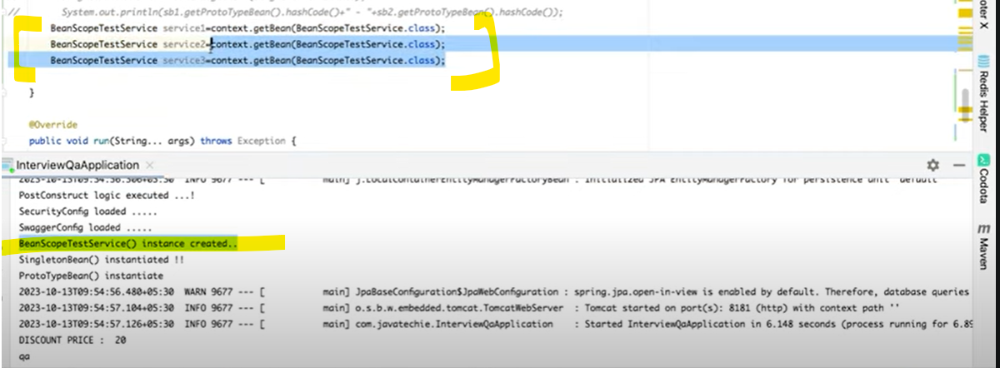 //      System.out.println(sb1.getProtoTypeBean().hashCode()+" - "+sb2.getProtoTypeBean().hashCode());
BeanScopeTestService service1=context.getBean(BeanScopeTestService.class);
BeanScopeTestService service2=context.getBean(BeanScopeTestService.class);
BeanScopeTestService service3=context.getBean(BeanScopeTestService.class);
}
@Override
public void run(String... args) throws Exception {
InterviewQaApplication
2023-10-13T09:54:56.306+05:30  INFO 9677 --- [           main] j.LocalContainerEntityManagerFactoryBean : Initialized JPA EntityManagerFactory for persistence unit 'default'
PostConstruct logic executed ...!
SecurityConfig loaded .....
SwaggerConfig loaded .....
BeanScopeTestService() instance created..
SingletonBean() instantiated !!
ProtoTypeBean() instantiate
2023-10-13T09:54:56.480+05:30  WARN 9677 --- [           main] JpaBaseConfiguration$JpaWebConfiguration : spring.jpa.open-in-view is enabled by default. Therefore, database queries
2023-10-13T09:54:57.104+05:30  INFO 9677 --- [           main] o.s.b.w.embedded.tomcat.TomcatWebServer  : Tomcat started on port(s): 8181 (http) with context path ''
2023-10-13T09:54:57.126+05:30  INFO 9677 --- [           main] com.javatechie.InterviewQaApplication    : Started InterviewQaApplication in 6.148 seconds (process running for 6.89
DISCOUNT PRICE :  20
qa
oter X
Redis Helper
Codota
m
Maven